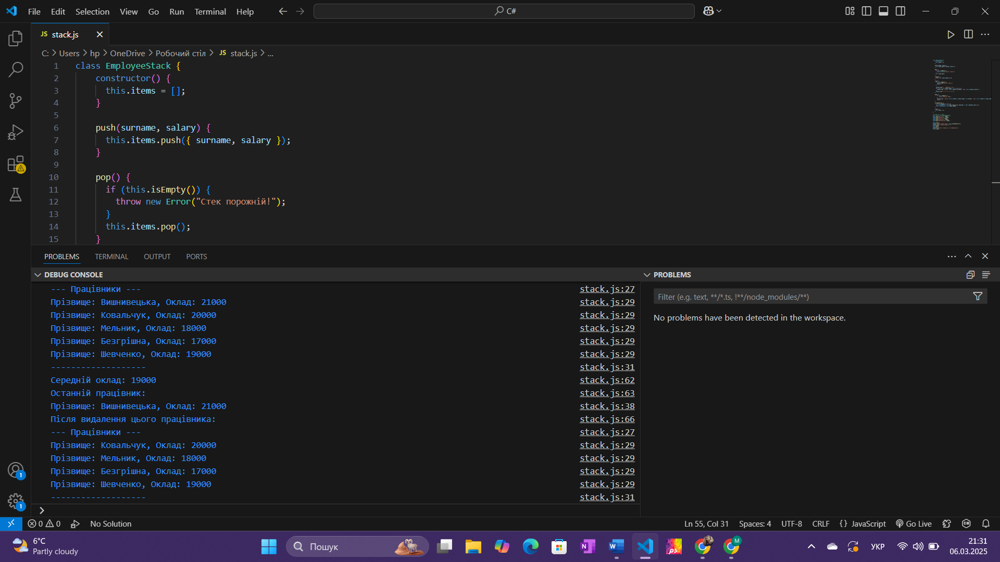 File Edit Selection View Go Run Terminal Help
C#
JS stack.js
C: > Users > hp > OneDrive > Робочий стіл > JS stack.js > ...
1 class EmployeeStack {
2 constructor() {
3 this.items = [];
4 }
5
6 push(surname, salary) {
7 this.items.push({ surname, salary });
8 }
9
10 pop() {
11 if (this.isEmpty()) {
12 throw new Error("Стек порожній!");
13 }
14 this.items.pop();
15 }
PROBLEMS TERMINAL OUTPUT PORTS
DEBUG CONSOLE
--- Працівники --- stack.js:27
Прізвище: Вишнивецька, Оклад: 21000 stack.js:29
Прізвище: Ковальчук, Оклад: 20000 stack.js:29
Прізвище: Мельник, Оклад: 18000 stack.js:29
Прізвище: Безгрішна, Оклад: 17000 stack.js:29
Прізвище: Шевченко, Оклад: 19000 stack.js:29
------------------- stack.js:31
Середній оклад: 19000 stack.js:62
Останній працівник: stack.js:63
Прізвище: Вишнивецька, Оклад: 21000 stack.js:38
Після видалення цього працівника: stack.js:66
--- Працівники --- stack.js:27
Прізвище: Ковальчук, Оклад: 20000 stack.js:29
Прізвище: Мельник, Оклад: 18000 stack.js:29
Прізвище: Безгрішна, Оклад: 17000 stack.js:29
Прізвище: Шевченко, Оклад: 19000 stack.js:29
------------------- stack.js:31
PROBLEMS
Filter (e.g. text, **/*.ts, !**/node_modules/**)
No problems have been detected in the workspace.
1
1
0 0 No Solution
Ln 55, Col 31 Spaces: 4 UTF-8 CRLF {} JavaScript Go Live
6°C
Partly cloudy
Пошук
УКР
21:31
06.03.2025